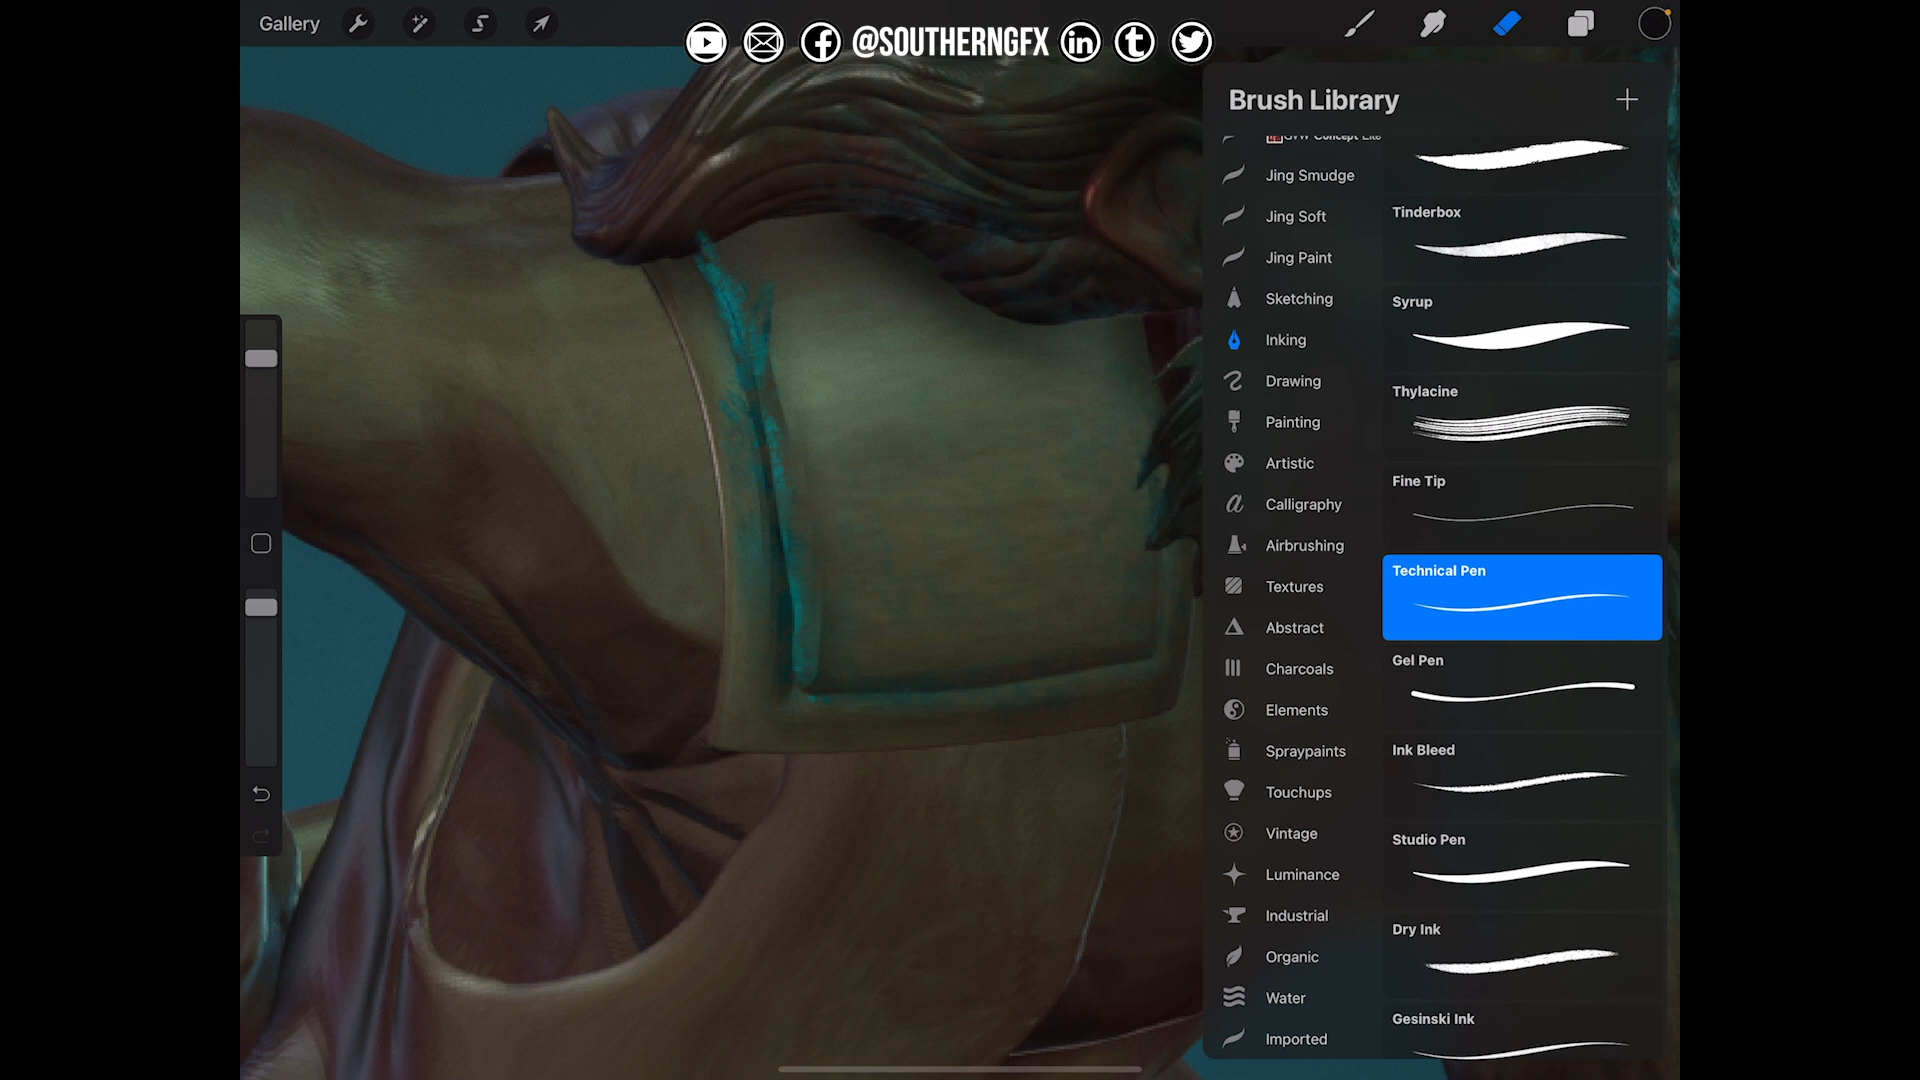 Gallery
@SOUTHERNGFX
Brush Library
Concept Lite
Jing Smudge
Jing Soft
Jing Paint
Sketching
Inking
Drawing
Painting
Artistic
Calligraphy
Airbrushing
Textures
Abstract
Charcoals
Elements
Spraypaints
Touchups
Vintage
Luminance
Industrial
Organic
Water
Imported
Tinderbox
Syrup
Thylacine
Fine Tip
Technical Pen
Gel Pen
Ink Bleed
Studio Pen
Dry Ink
Gesinski Ink